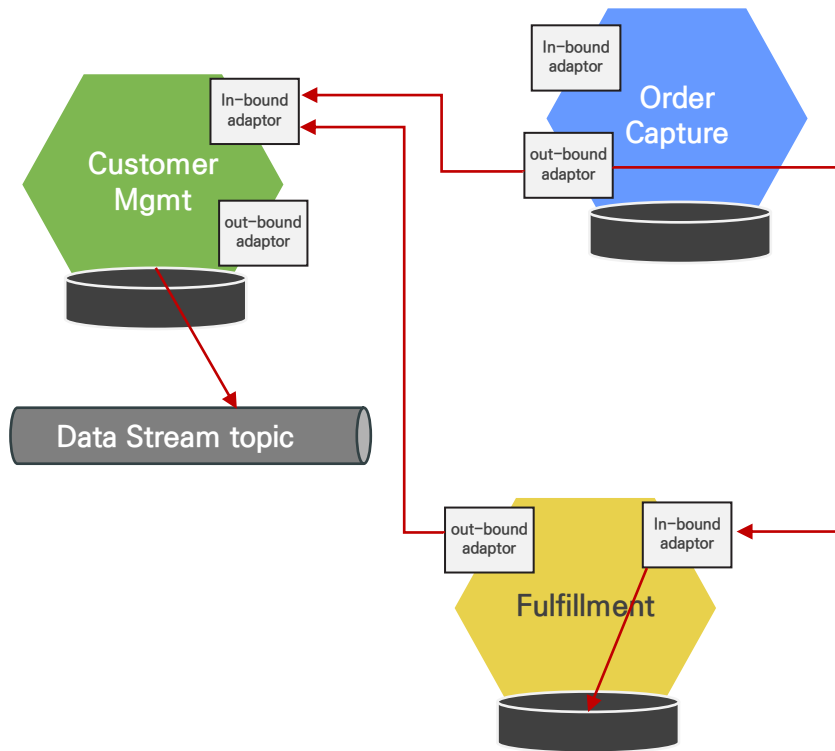 In-bound
adaptor
Order
Capture
out-bound
adaptor
In-bound
adaptor
Customer
Mgmt
out-bound
adaptor
Data Stream topic
out-bound
adaptor
In-bound
adaptor
Fulfillment